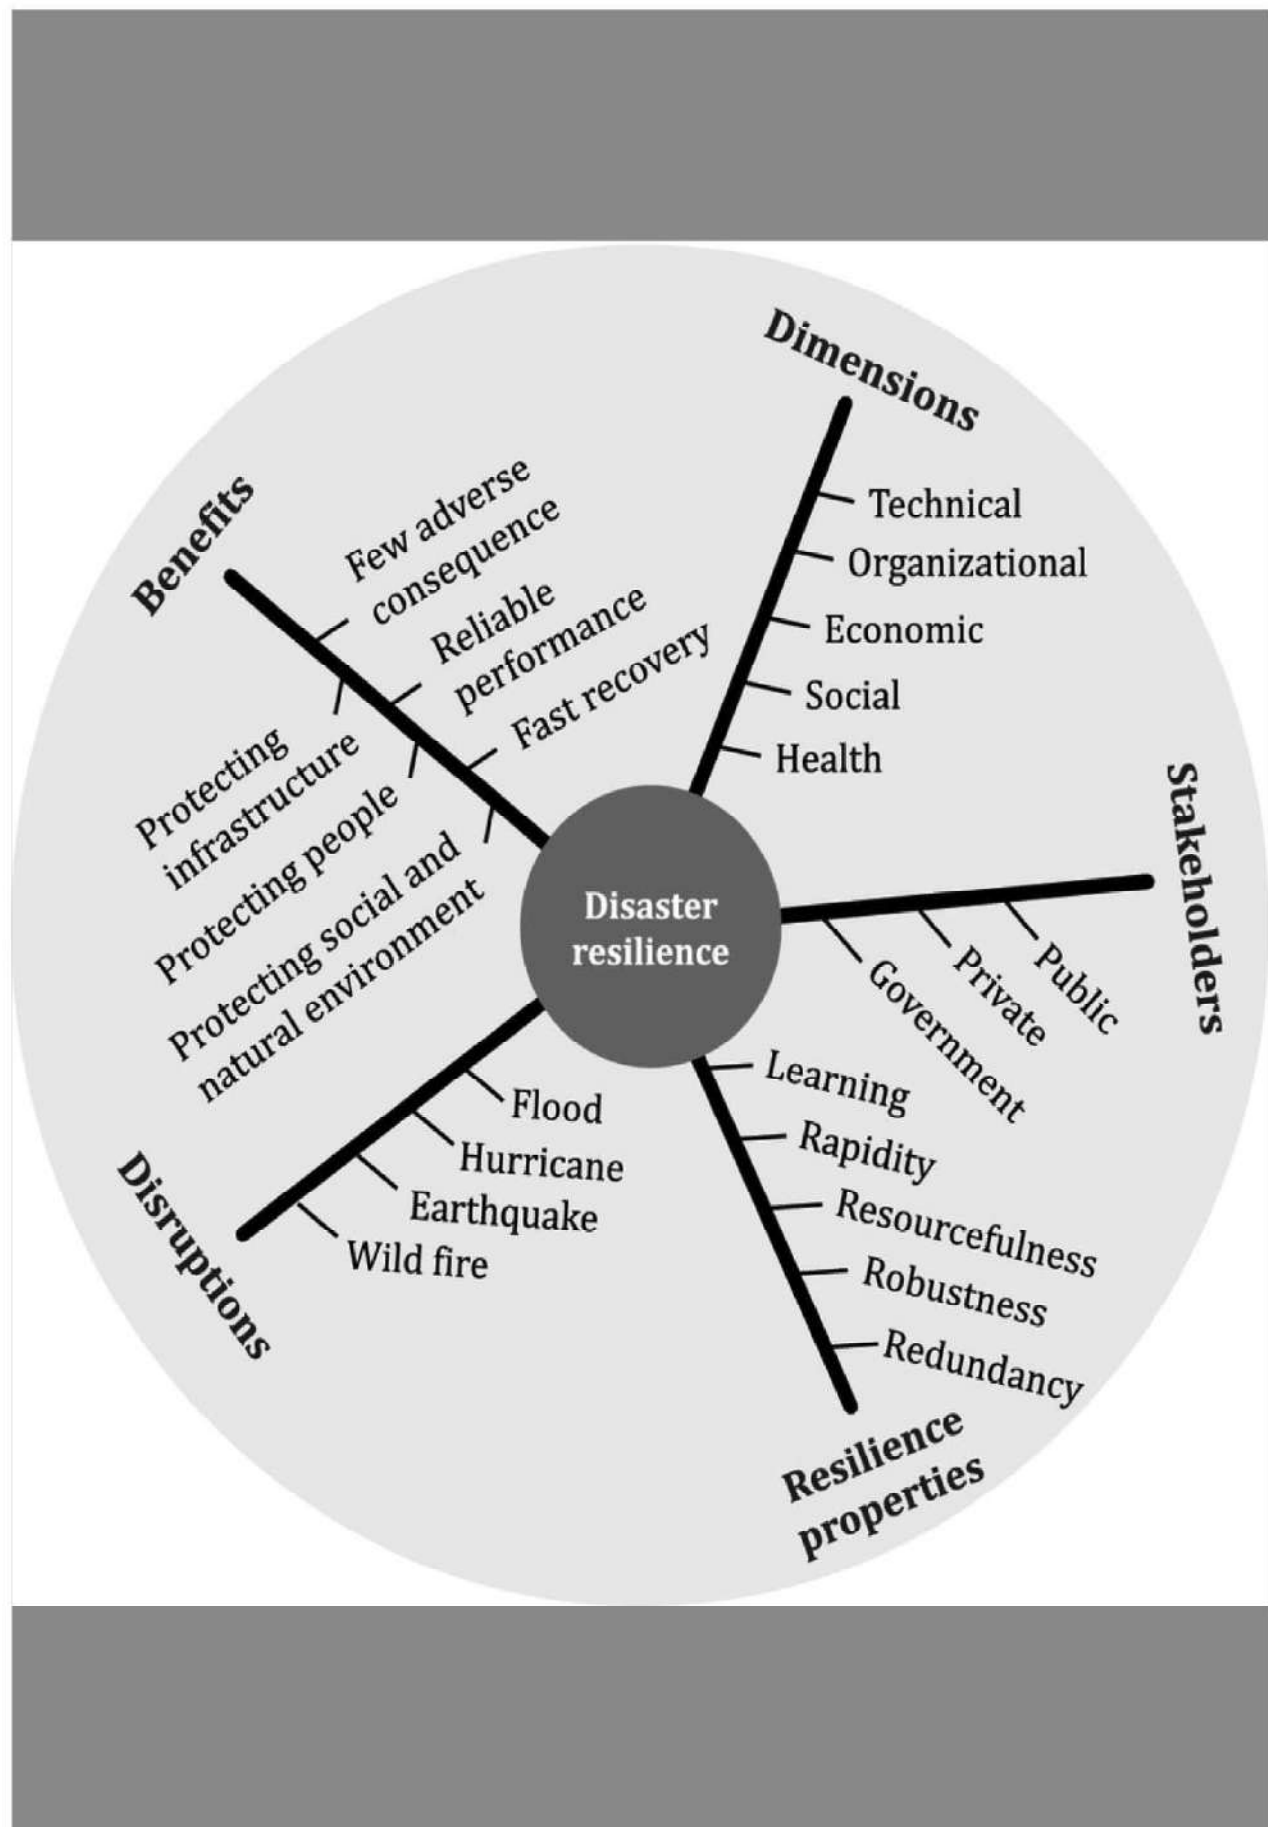 Dimensions
Technical
Organizational
Economic
Social
Health
Stakeholders
Public
Private
Government
Resilience
properties
Learning
Rapidity
Resourcefulness
Robustness
Redundancy
Disruptions
Flood
Hurricane
Earthquake
Wild fire
Benefits
Few adverse
consequence
Reliable
performance
Fast recovery
Protecting
infrastructure
Protecting people
Protecting social and
natural environment
Disaster
resilience